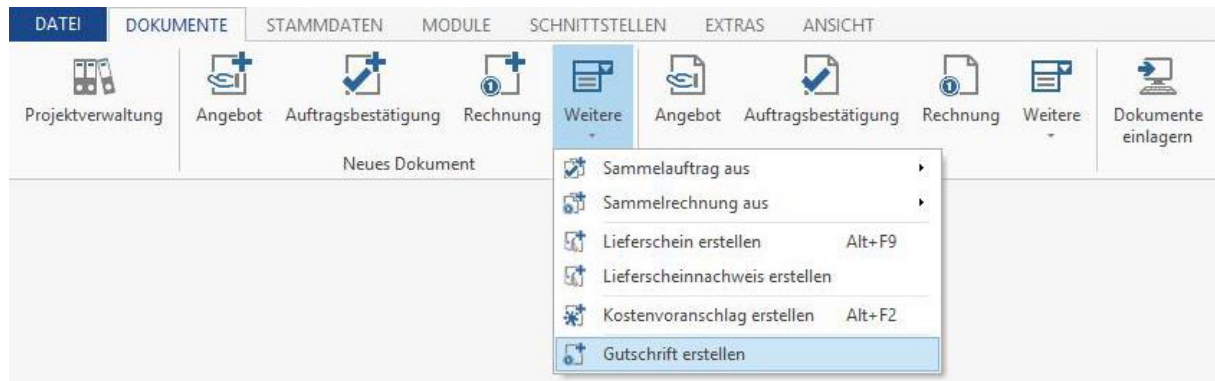 DATEI DOKUMENTE STAMMDATEN MODULE SCHNITTSTELLEN EXTRAS ANSICHT
Projektverwaltung Angebot Auftragsbestätigung Rechnung Weitere Angebot Auftragsbestätigung Rechnung Weitere Dokumente
einlagern
Neues Dokument
Sammelauftrag aus
Sammelrechnung aus
Lieferschein erstellen Alt+F9
Lieferscheinnachweis erstellen
Kostenvoranschlag erstellen Alt+F2
Gutschrift erstellen